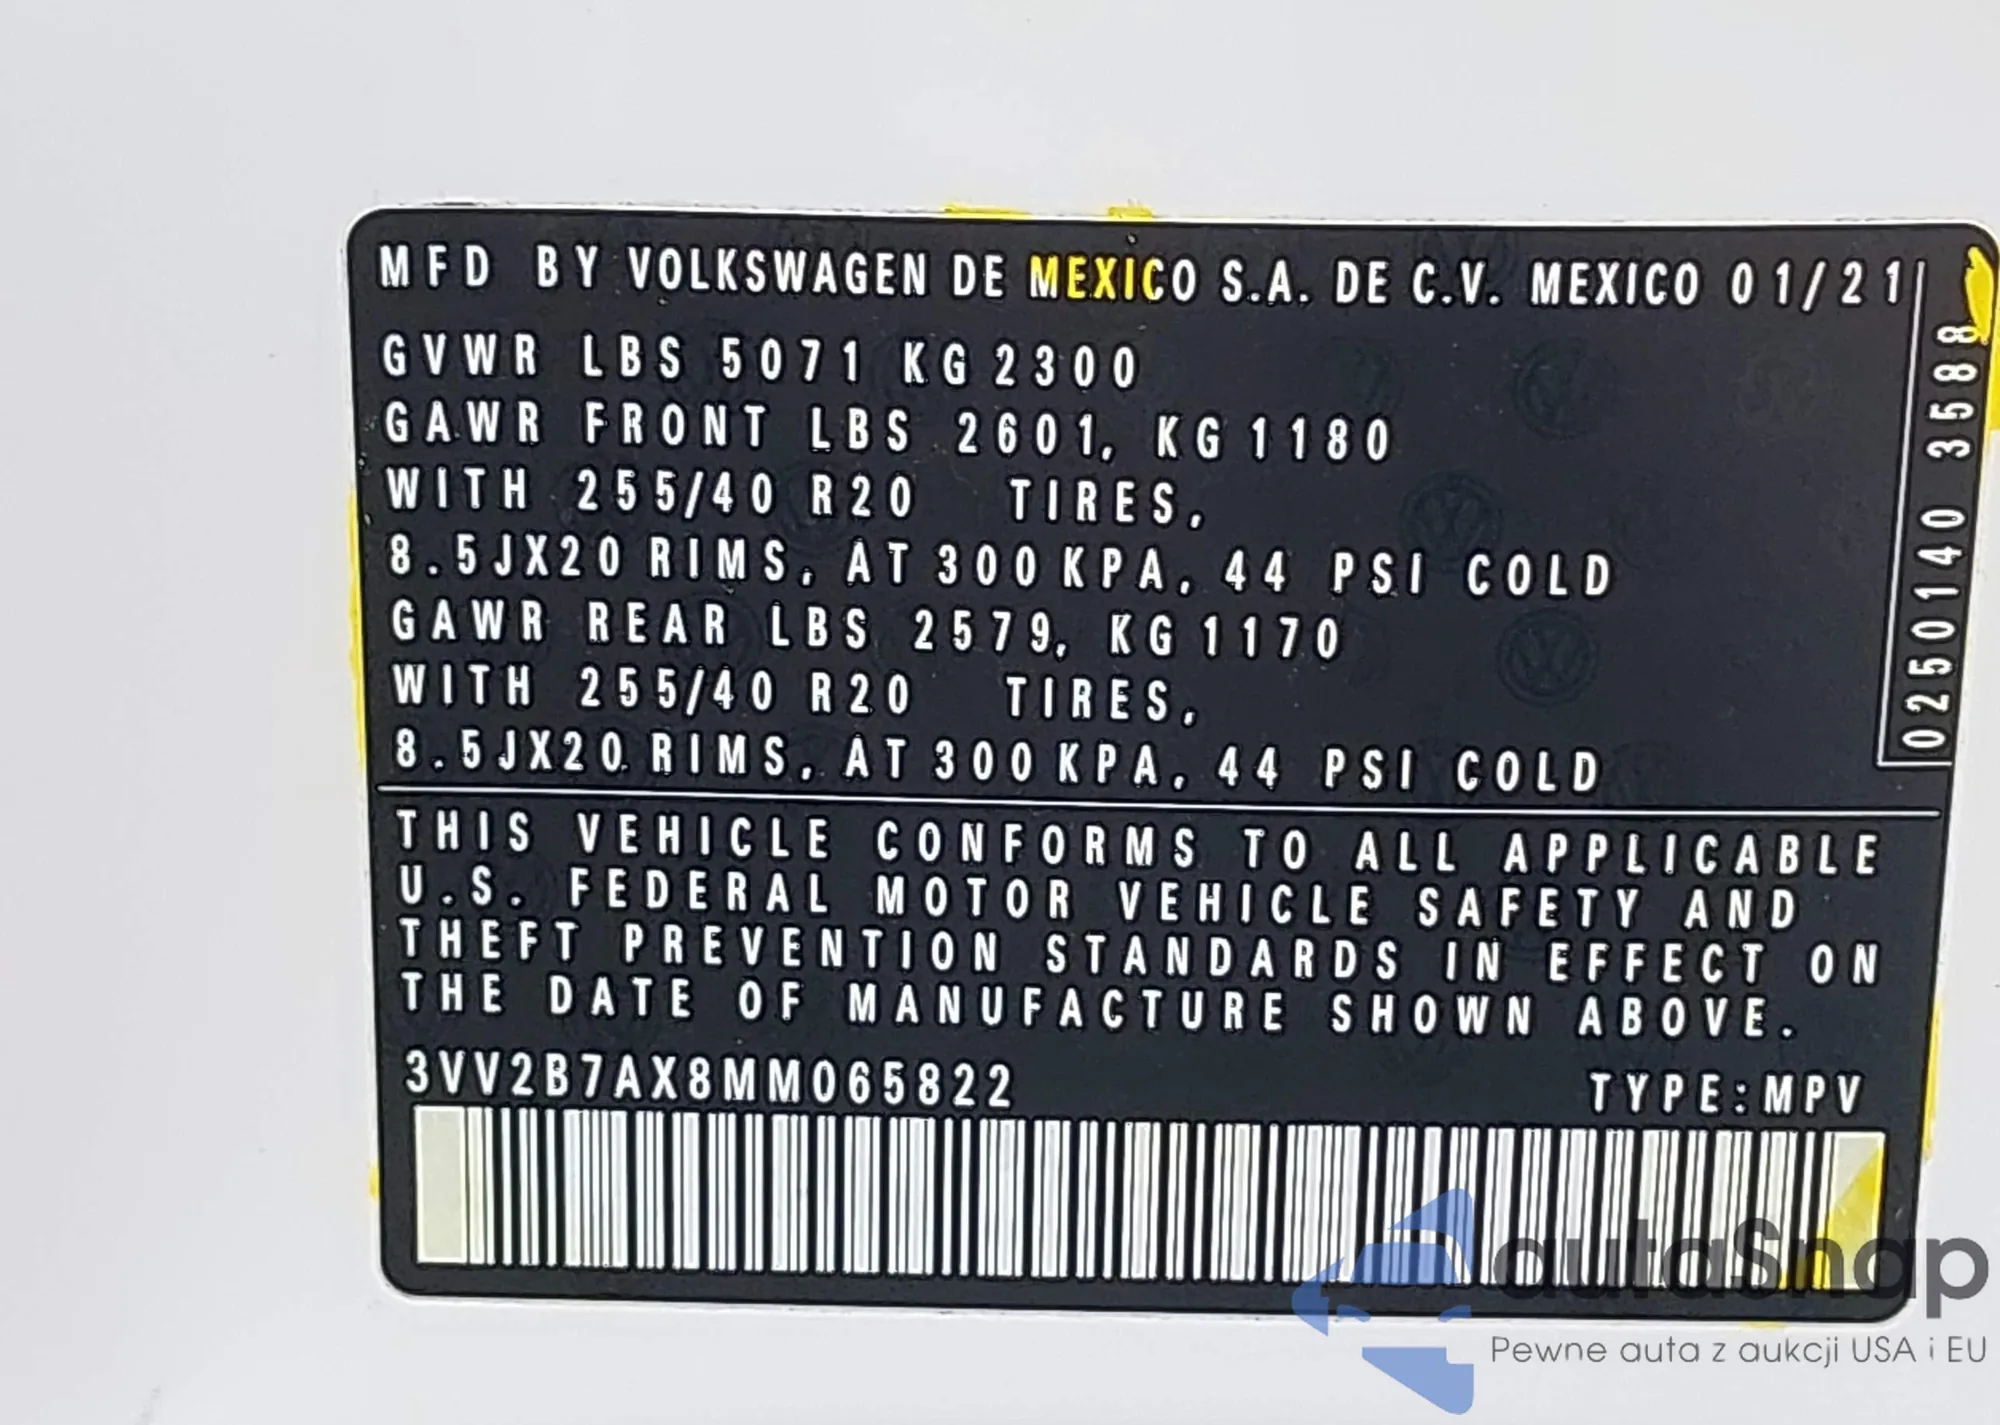 MFD BY VOLKSWAGEN DE MEXICO S.A. DE C.V. MEXICO 01/21
GVWR LBS 5071 KG 2300
GAWR FRONT LBS 2601, KG 1180
WITH 255/40 R20 TIRES,
8.5JX20 RIMS, AT 300 KPA, 44 PSI COLD
GAWR REAR LBS 2579, KG 1170
WITH 255/40 R20 TIRES,
8.5JX20 RIMS, AT 300 KPA, 44 PSI COLD
0250140 3588
THIS VEHICLE CONFORMS TO ALL APPLICABLE
U.S. FEDERAL MOTOR VEHICLE SAFETY AND
THEFT PREVENTION STANDARDS IN EFFECT ON
THE DATE OF MANUFACTURE SHOWN ABOVE.
3VV2B7AX8MM065822 TYPE:MPV
autaSnap
Pewne auta z aukcji USA i EU